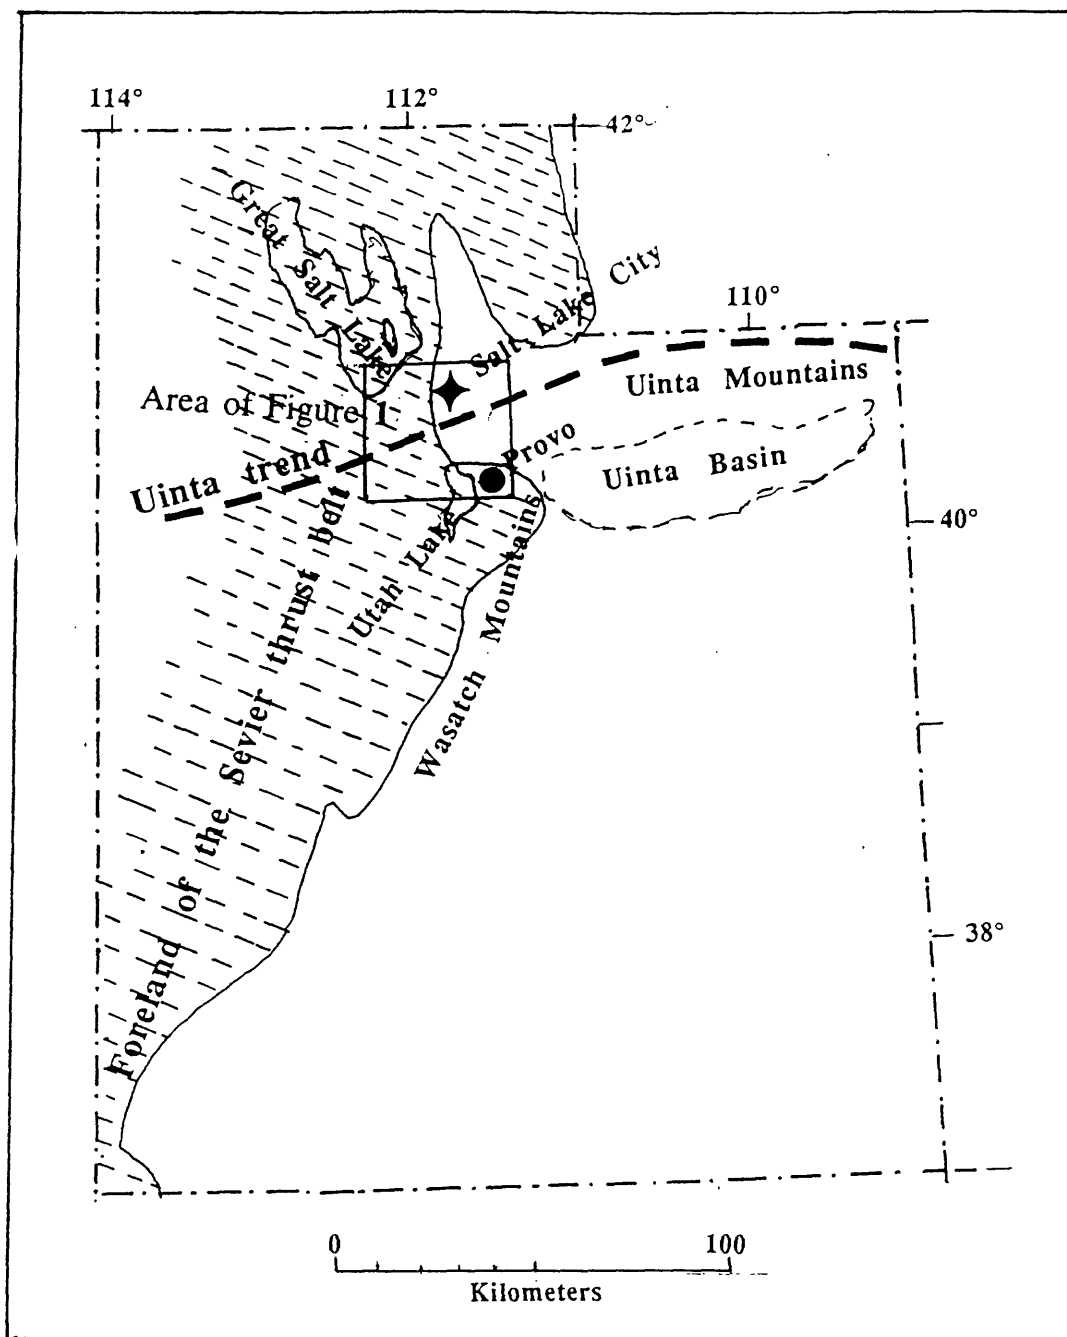 114°
112°
42°
Great Salt Lake
Salt Lake City
110°
Uinta Mountains
Area of Figure 1
Provo
Uinta Basin
Uinta trend
40°
Utah Lake
Wasatch Mountains
Foreland of the Sevier thrust belt
38°
0 100
Kilometers